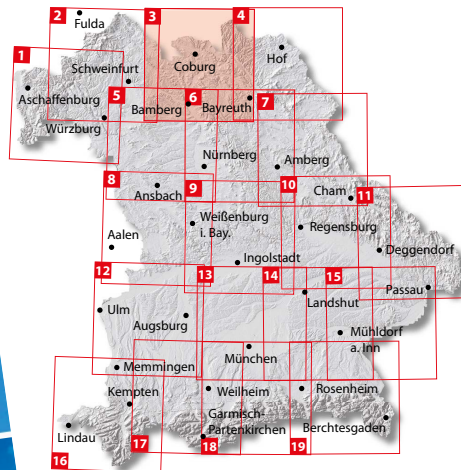 2
3
4
Fulda
Hof
1
Coburg
Schweinfurt
Aschaffenburg
5
6
7
Bamberg
Bayreuth
Würzburg
Nürnberg
Amberg
8
9
10
Cham
11
Ansbach
Weißenburg
i. Bay.
Regensburg
Aalen
Deggendorf
Ingolstadt
12
13
14
15
Passau
Landshut
Ulm
Augsburg
Mühldorf
a. Inn
München
Memmingen
Kempten
Weilheim
Rosenheim
Garmisch-
Partenkirchen
Berchtesgaden
Lindau
17
18
19
16